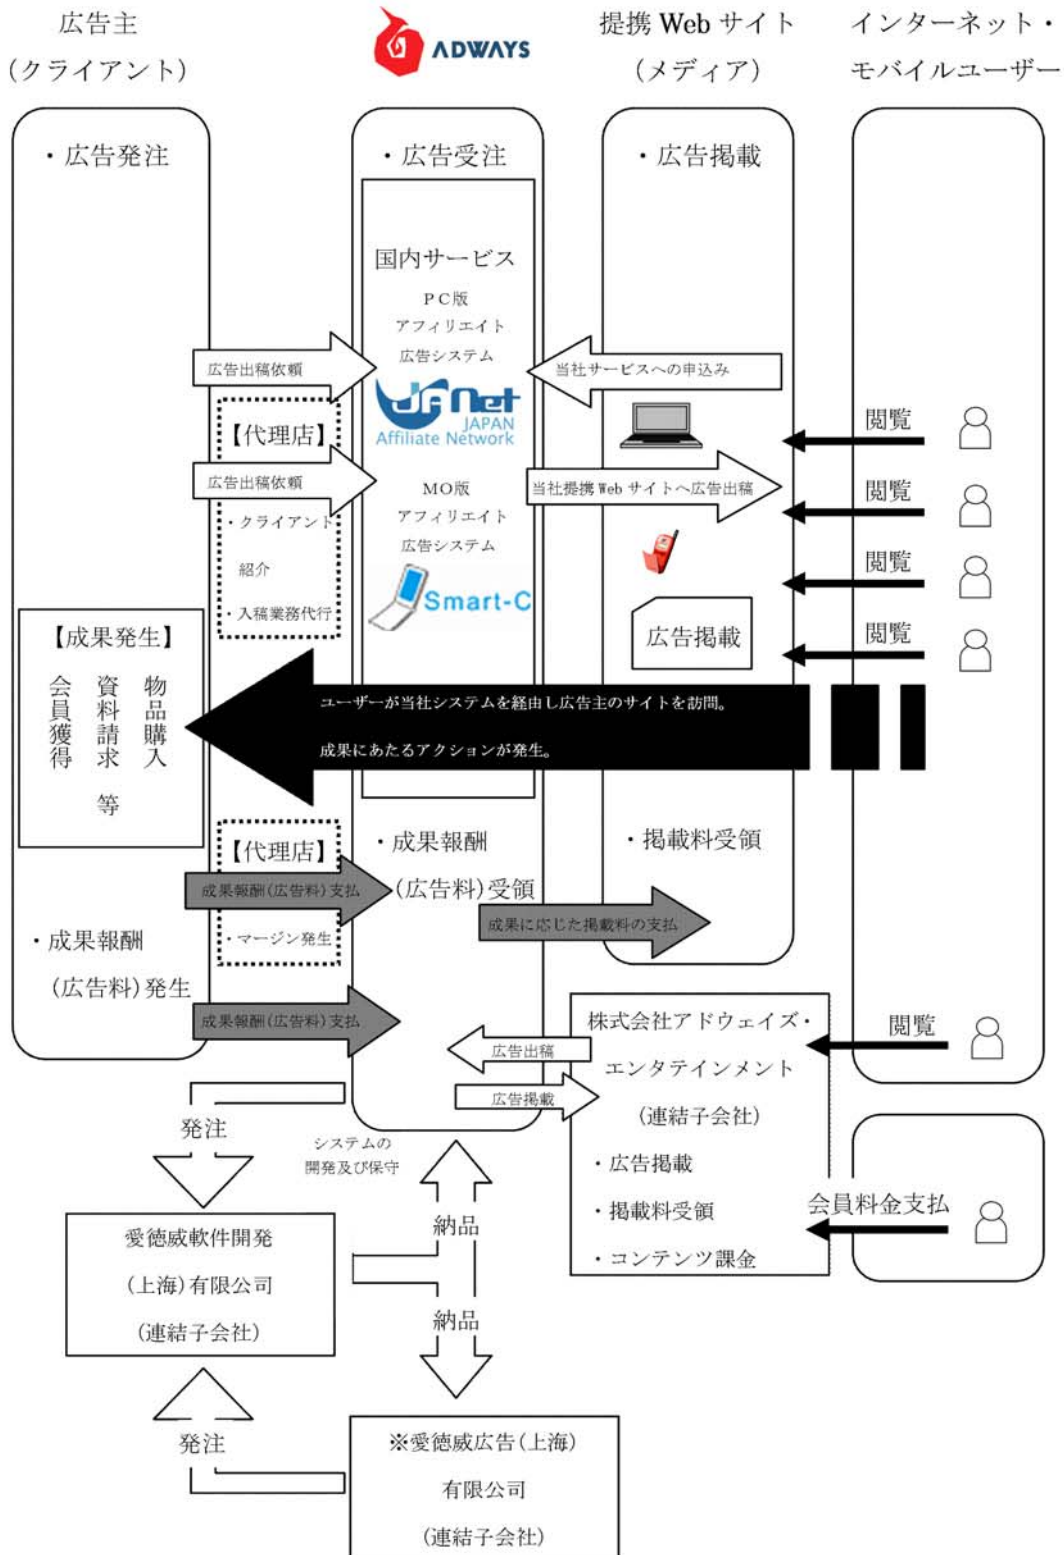 広告主
(クライアント)
ADWAYS
提携 Web サイト
(メディア)
インターネット・
モバイルユーザー
・広告発注
・広告受注
・広告掲載
国内サービス
PC版
アフィリエイト
広告システム
JANet
JAPAN
Affiliate Network
MO版
アフィリエイト
広告システム
Smart-C
広告出稿依頼
【代理店】
広告出稿依頼
・クライアント
紹介
・入稿業務代行
当社サービスへの申込み
当社提携 Web サイトへ広告出稿
広告掲載
閲覧
閲覧
閲覧
閲覧
【成果発生】
物品購入
資料請求 等
会員獲得
ユーザーが当社システムを経由し広告主のサイトを訪問。
成果にあたるアクションが発生。
【代理店】
成果報酬(広告料)支払
・マージン発生
・成果報酬
(広告料)受領
・掲載料受領
成果に応じた掲載料の支払
・成果報酬
(広告料)発生
成果報酬(広告料)支払
広告出稿
広告掲載
株式会社アドウェイズ・
エンタテインメント
(連結子会社)
・広告掲載
・掲載料受領
・コンテンツ課金
閲覧
会員料金支払
発注
システムの
開発及び保守
納品
納品
愛徳威軟件開発
(上海)有限公司
(連結子会社)
発注
※愛徳威広告(上海)
有限公司
(連結子会社)